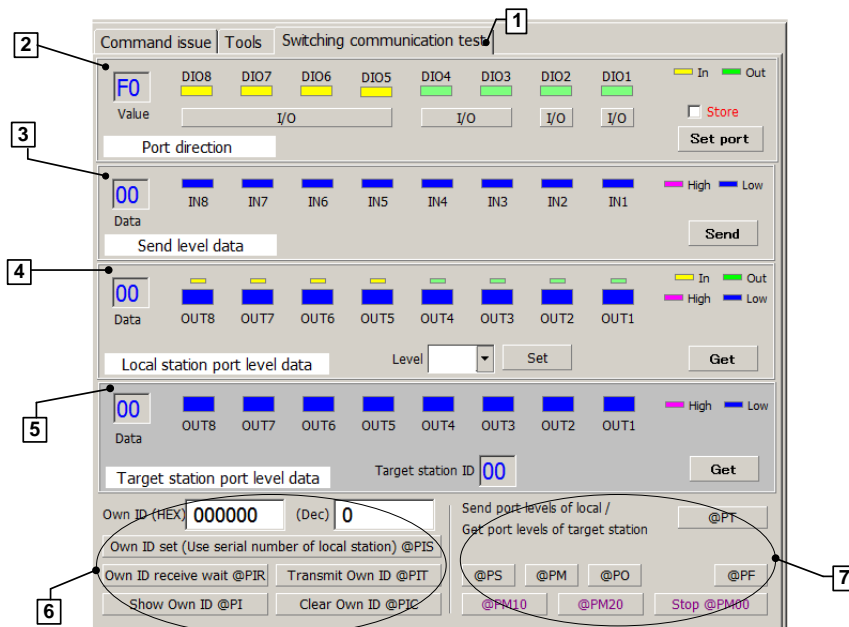 1
Command issue Tools Switching communication test
2
F0
Value
DIO8 DIO7 DIO6 DIO5 DIO4 DIO3 DIO2 DIO1
In Out
I/O I/O I/O I/O
Store
Set port
Port direction
3
00
Data
IN8 IN7 IN6 IN5 IN4 IN3 IN2 IN1
High Low
Send
Send level data
4
00
Data
OUT8 OUT7 OUT6 OUT5 OUT4 OUT3 OUT2 OUT1
In Out
High Low
Local station port level data
Level Set Get
5
00
Data
OUT8 OUT7 OUT6 OUT5 OUT4 OUT3 OUT2 OUT1
High Low
Target station port level data
Target station ID 00 Get
Own ID (HEX) 000000 (Dec) 0
Own ID set (Use serial number of local station) @PIS
Own ID receive wait @PIR Transmit Own ID @PIT
Show Own ID @PI Clear Own ID @PIC
6
Send port levels of local /
Get port levels of target station
@PT
@PS @PM @PO @PF
@PM10 @PM20 Stop @PM00
7